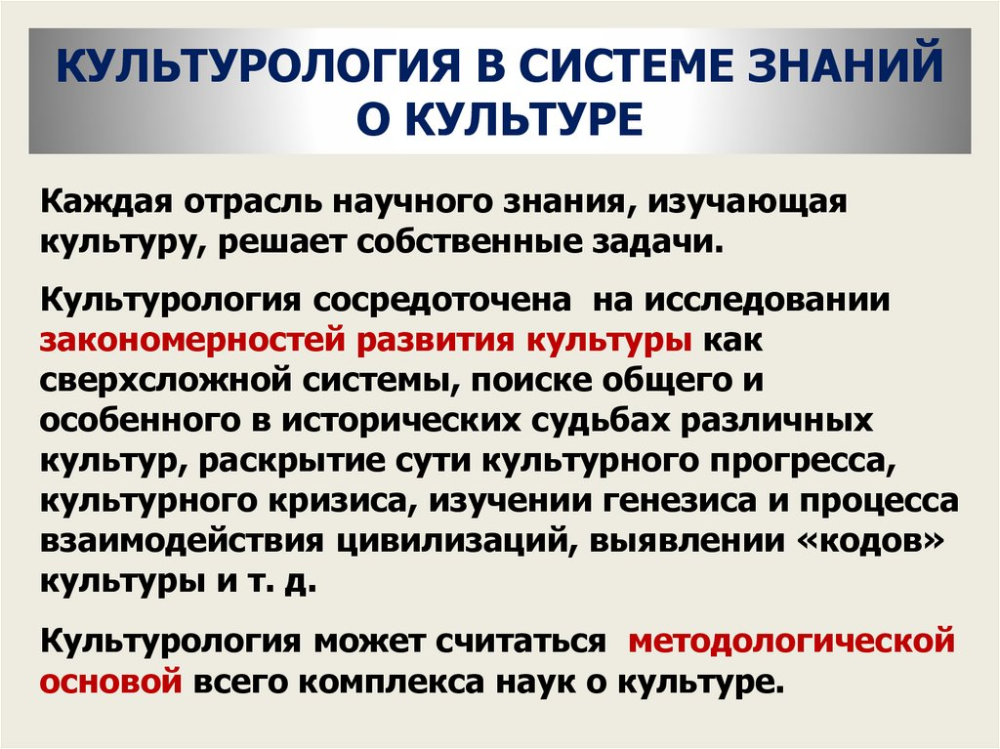 КУЛЬТУРОЛОГИЯ В СИСТЕМЕ ЗНАНИЙ
О КУЛЬТУРЕ
Каждая отрасль научного знания, изучающая
культуру, решает собственные задачи.
Культурология сосредоточена на исследовании
закономерностей развития культуры как
сверхсложной системы, поиске общего и
особенного в исторических судьбах различных
культур, раскрытие сути культурного прогресса,
культурного кризиса, изучении генезиса и процесса
взаимодействия цивилизаций, выявлении «кодов»
культуры и т. д.
Культурология может считаться методологической
основой всего комплекса наук о культуре.